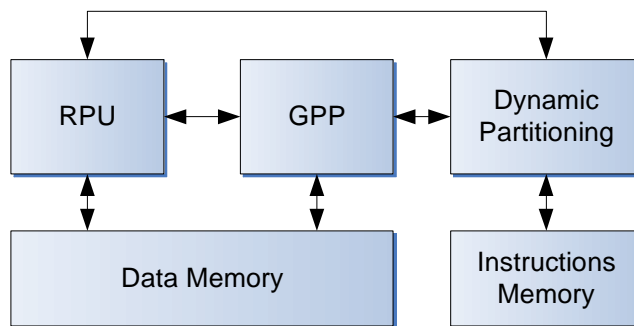 RPU
GPP
Dynamic
Partitioning
Data Memory
Instructions
Memory